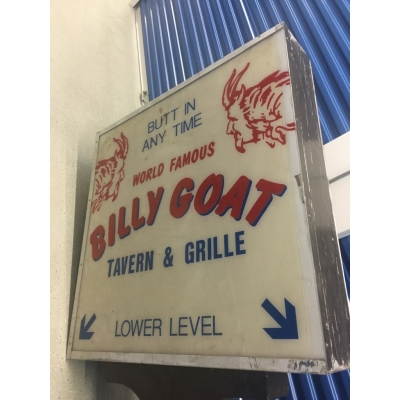 BUTT IN
ANY TIME
WORLD FAMOUS
BILLY GOAT
TAVERN & GRILLE
LOWER LEVEL